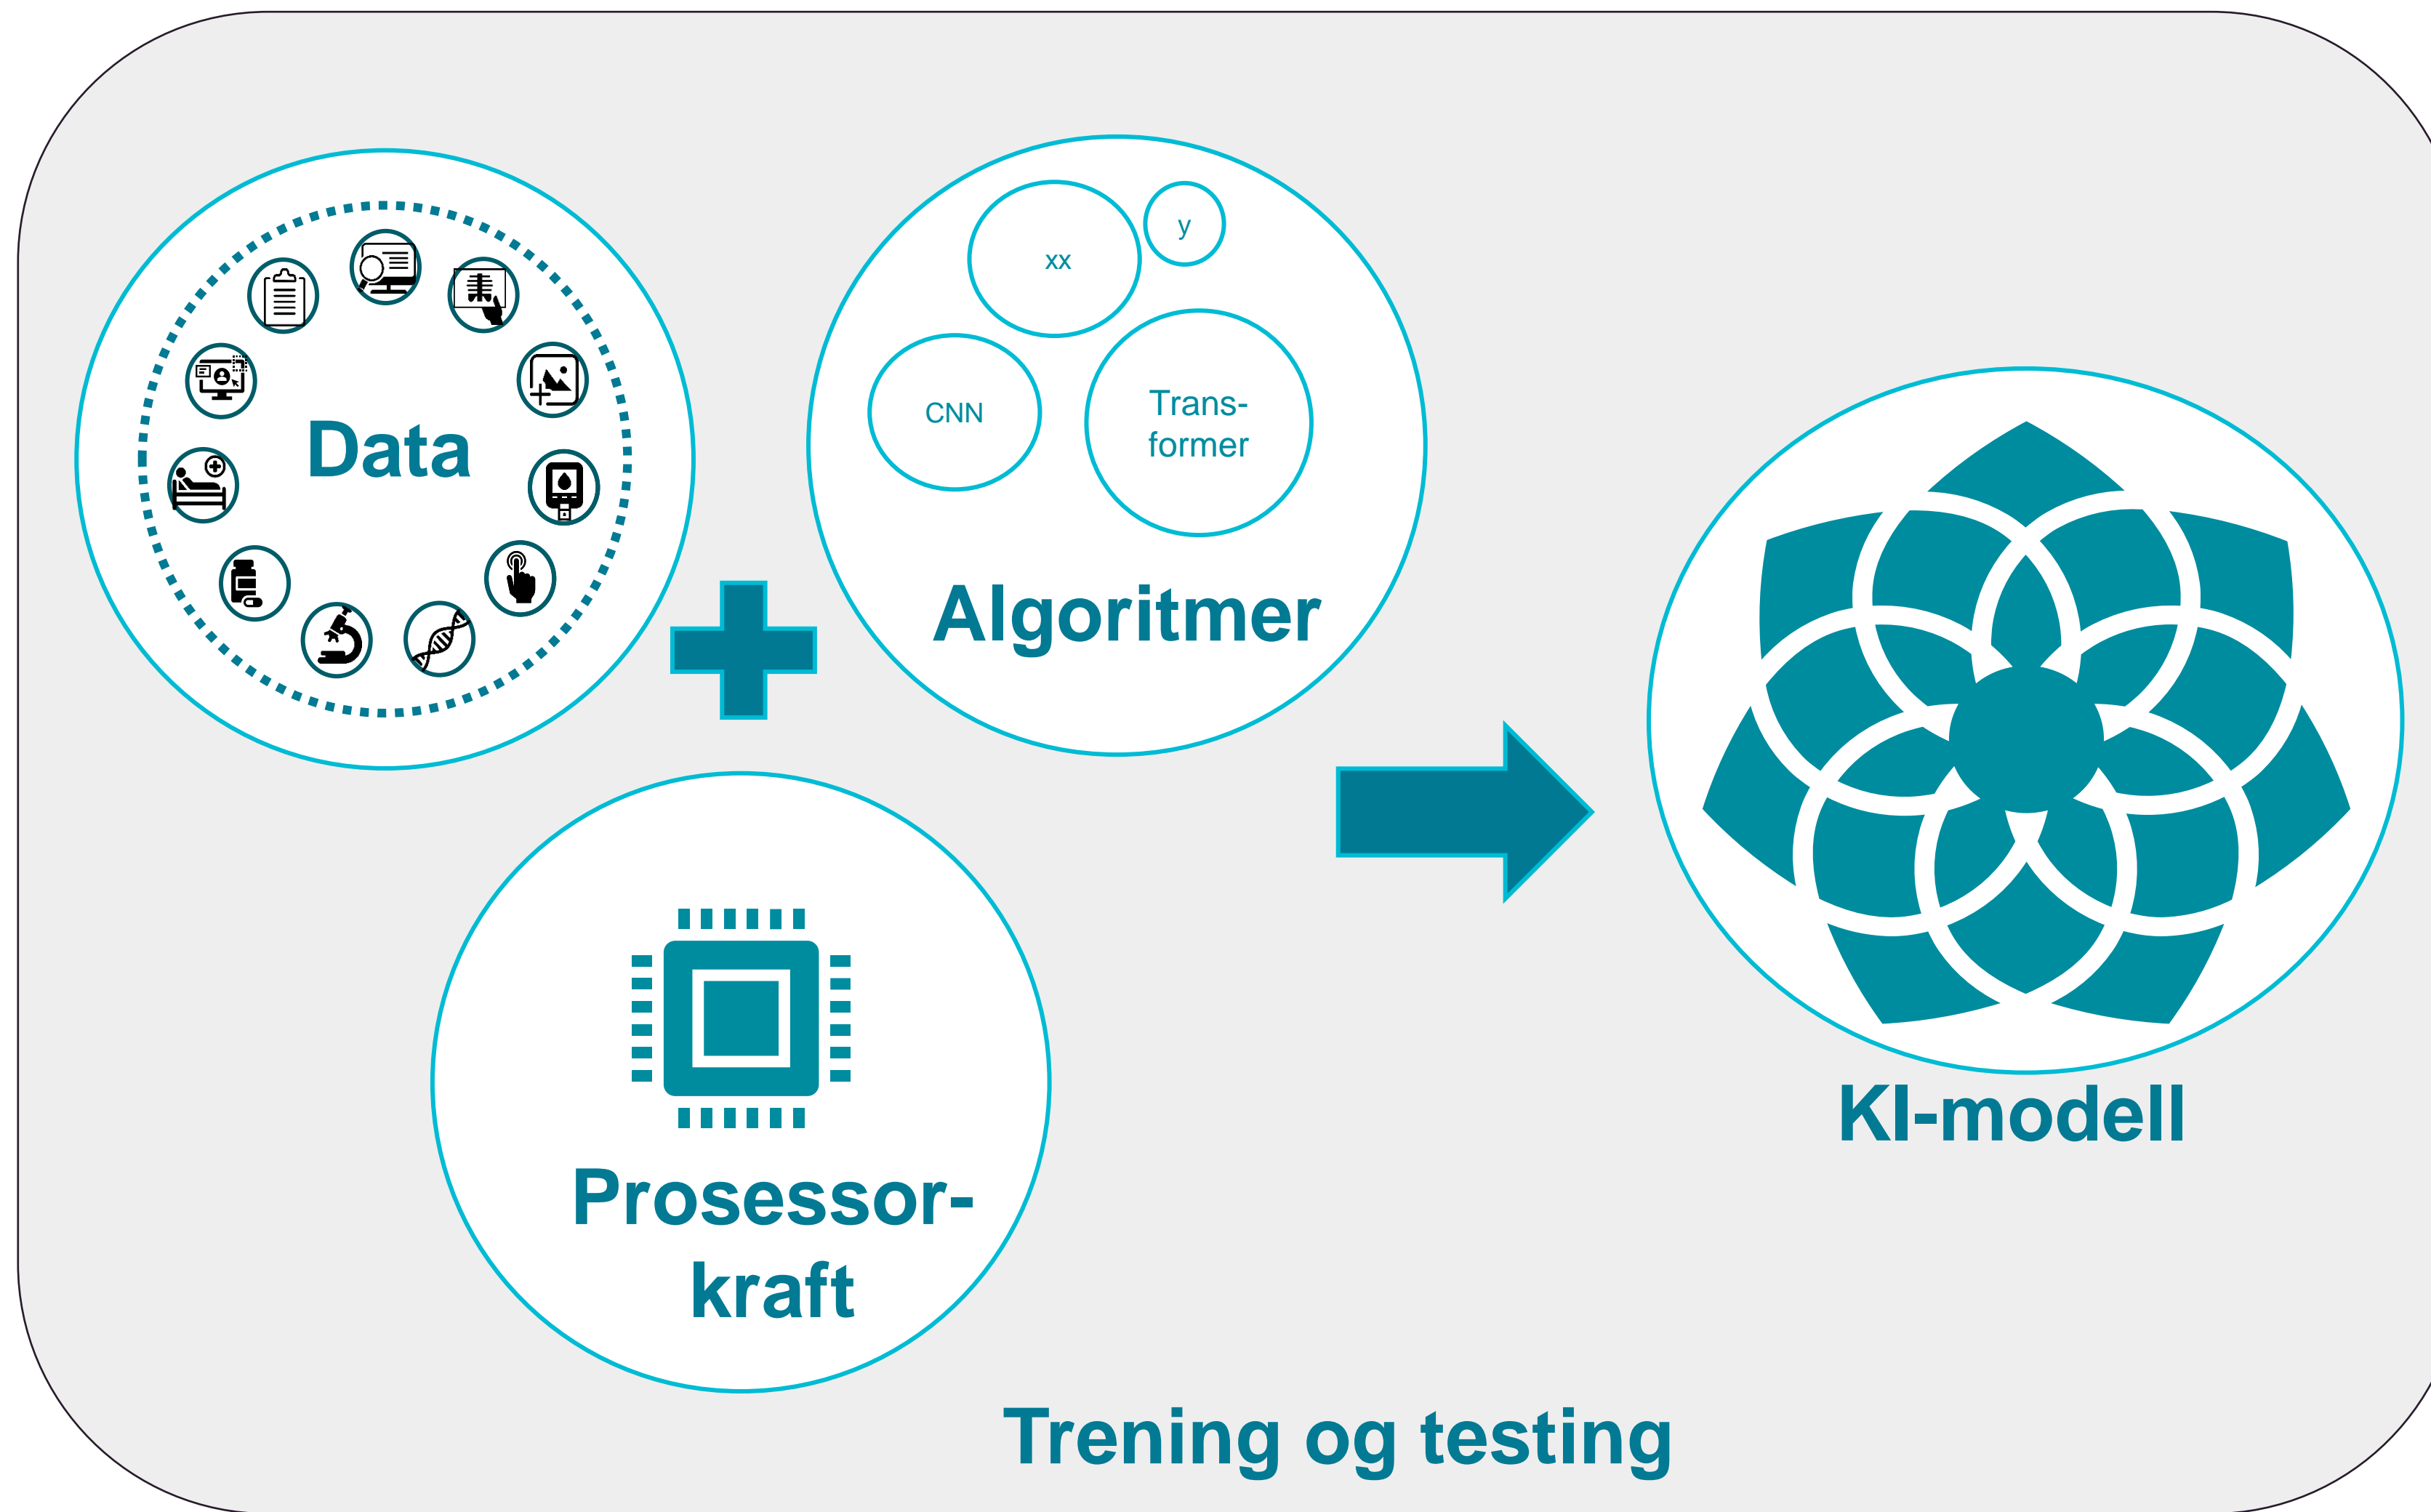 Data
xx
y
CNN
Trans-
former
Algoritmer
Prosessor-
kraft
KI-modell
Trening og testing